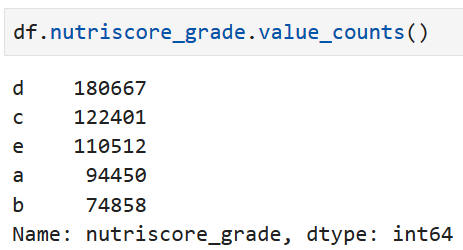 df.nutriscore_grade.value_counts()
d    180667
c    122401
e    110512
a     94450
b     74858
Name: nutriscore_grade, dtype: int64